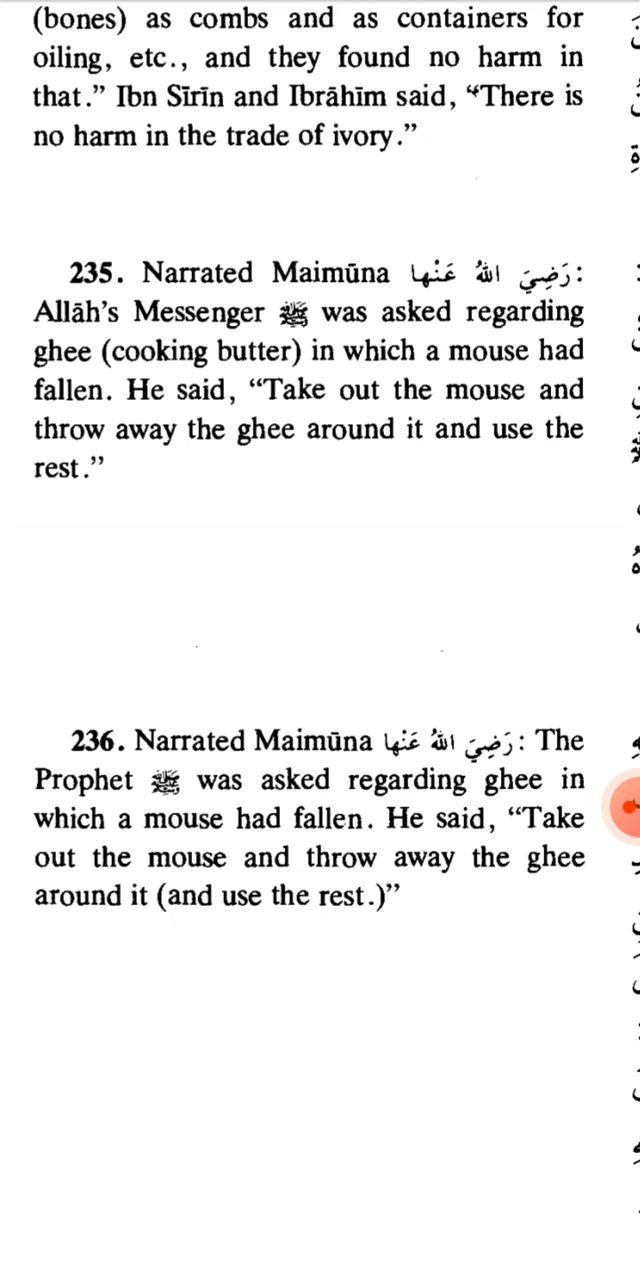 (bones) as combs and as containers for
oiling, etc., and they found no harm in
that.” Ibn Sīrīn and Ibrāhīm said, “There is
no harm in the trade of ivory.”
235. Narrated Maimūna رَضِيَ اللهُ عَنْها:
Allāh’s Messenger ﷺ was asked regarding
ghee (cooking butter) in which a mouse had
fallen. He said, “Take out the mouse and
throw away the ghee around it and use the
rest.”
236. Narrated Maimūna رَضِيَ اللهُ عَنْها: The
Prophet ﷺ was asked regarding ghee in
which a mouse had fallen. He said, “Take
out the mouse and throw away the ghee
around it (and use the rest.)”